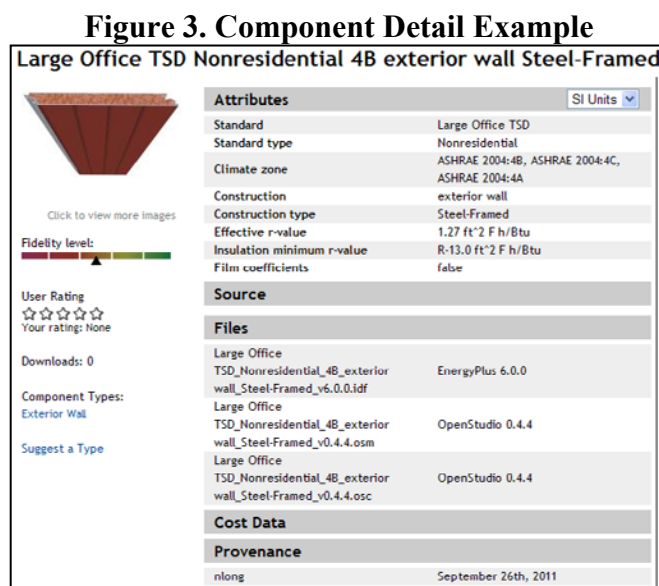 Figure 3. Component Detail Example
Large Office TSD Nonresidential 4B exterior wall Steel-Framed
Click to view more images
Fidelity level:
User Rating
Your rating: None
Downloads: 0
Component Types:
Exterior Wall
Suggest a Type
Attributes SI Units
Standard Large Office TSD
Standard type Nonresidential
Climate zone ASHRAE 2004:4B, ASHRAE 2004:4C,
ASHRAE 2004:4A
Construction exterior wall
Construction type Steel-Framed
Effective r-value 1.27 ft^2 F h/Btu
Insulation minimum r-value R-13.0 ft^2 F h/Btu
Film coefficients false
Source
Files
Large Office
TSD_Nonresidential_4B_exterior EnergyPlus 6.0.0
wall_Steel-Framed_v6.0.0.idf
Large Office
TSD_Nonresidential_4B_exterior OpenStudio 0.4.4
wall_Steel-Framed_v0.4.4.osm
Large Office
TSD_Nonresidential_4B_exterior OpenStudio 0.4.4
wall_Steel-Framed_v0.4.4.osc
Cost Data
Provenance
nlong September 26th, 2011